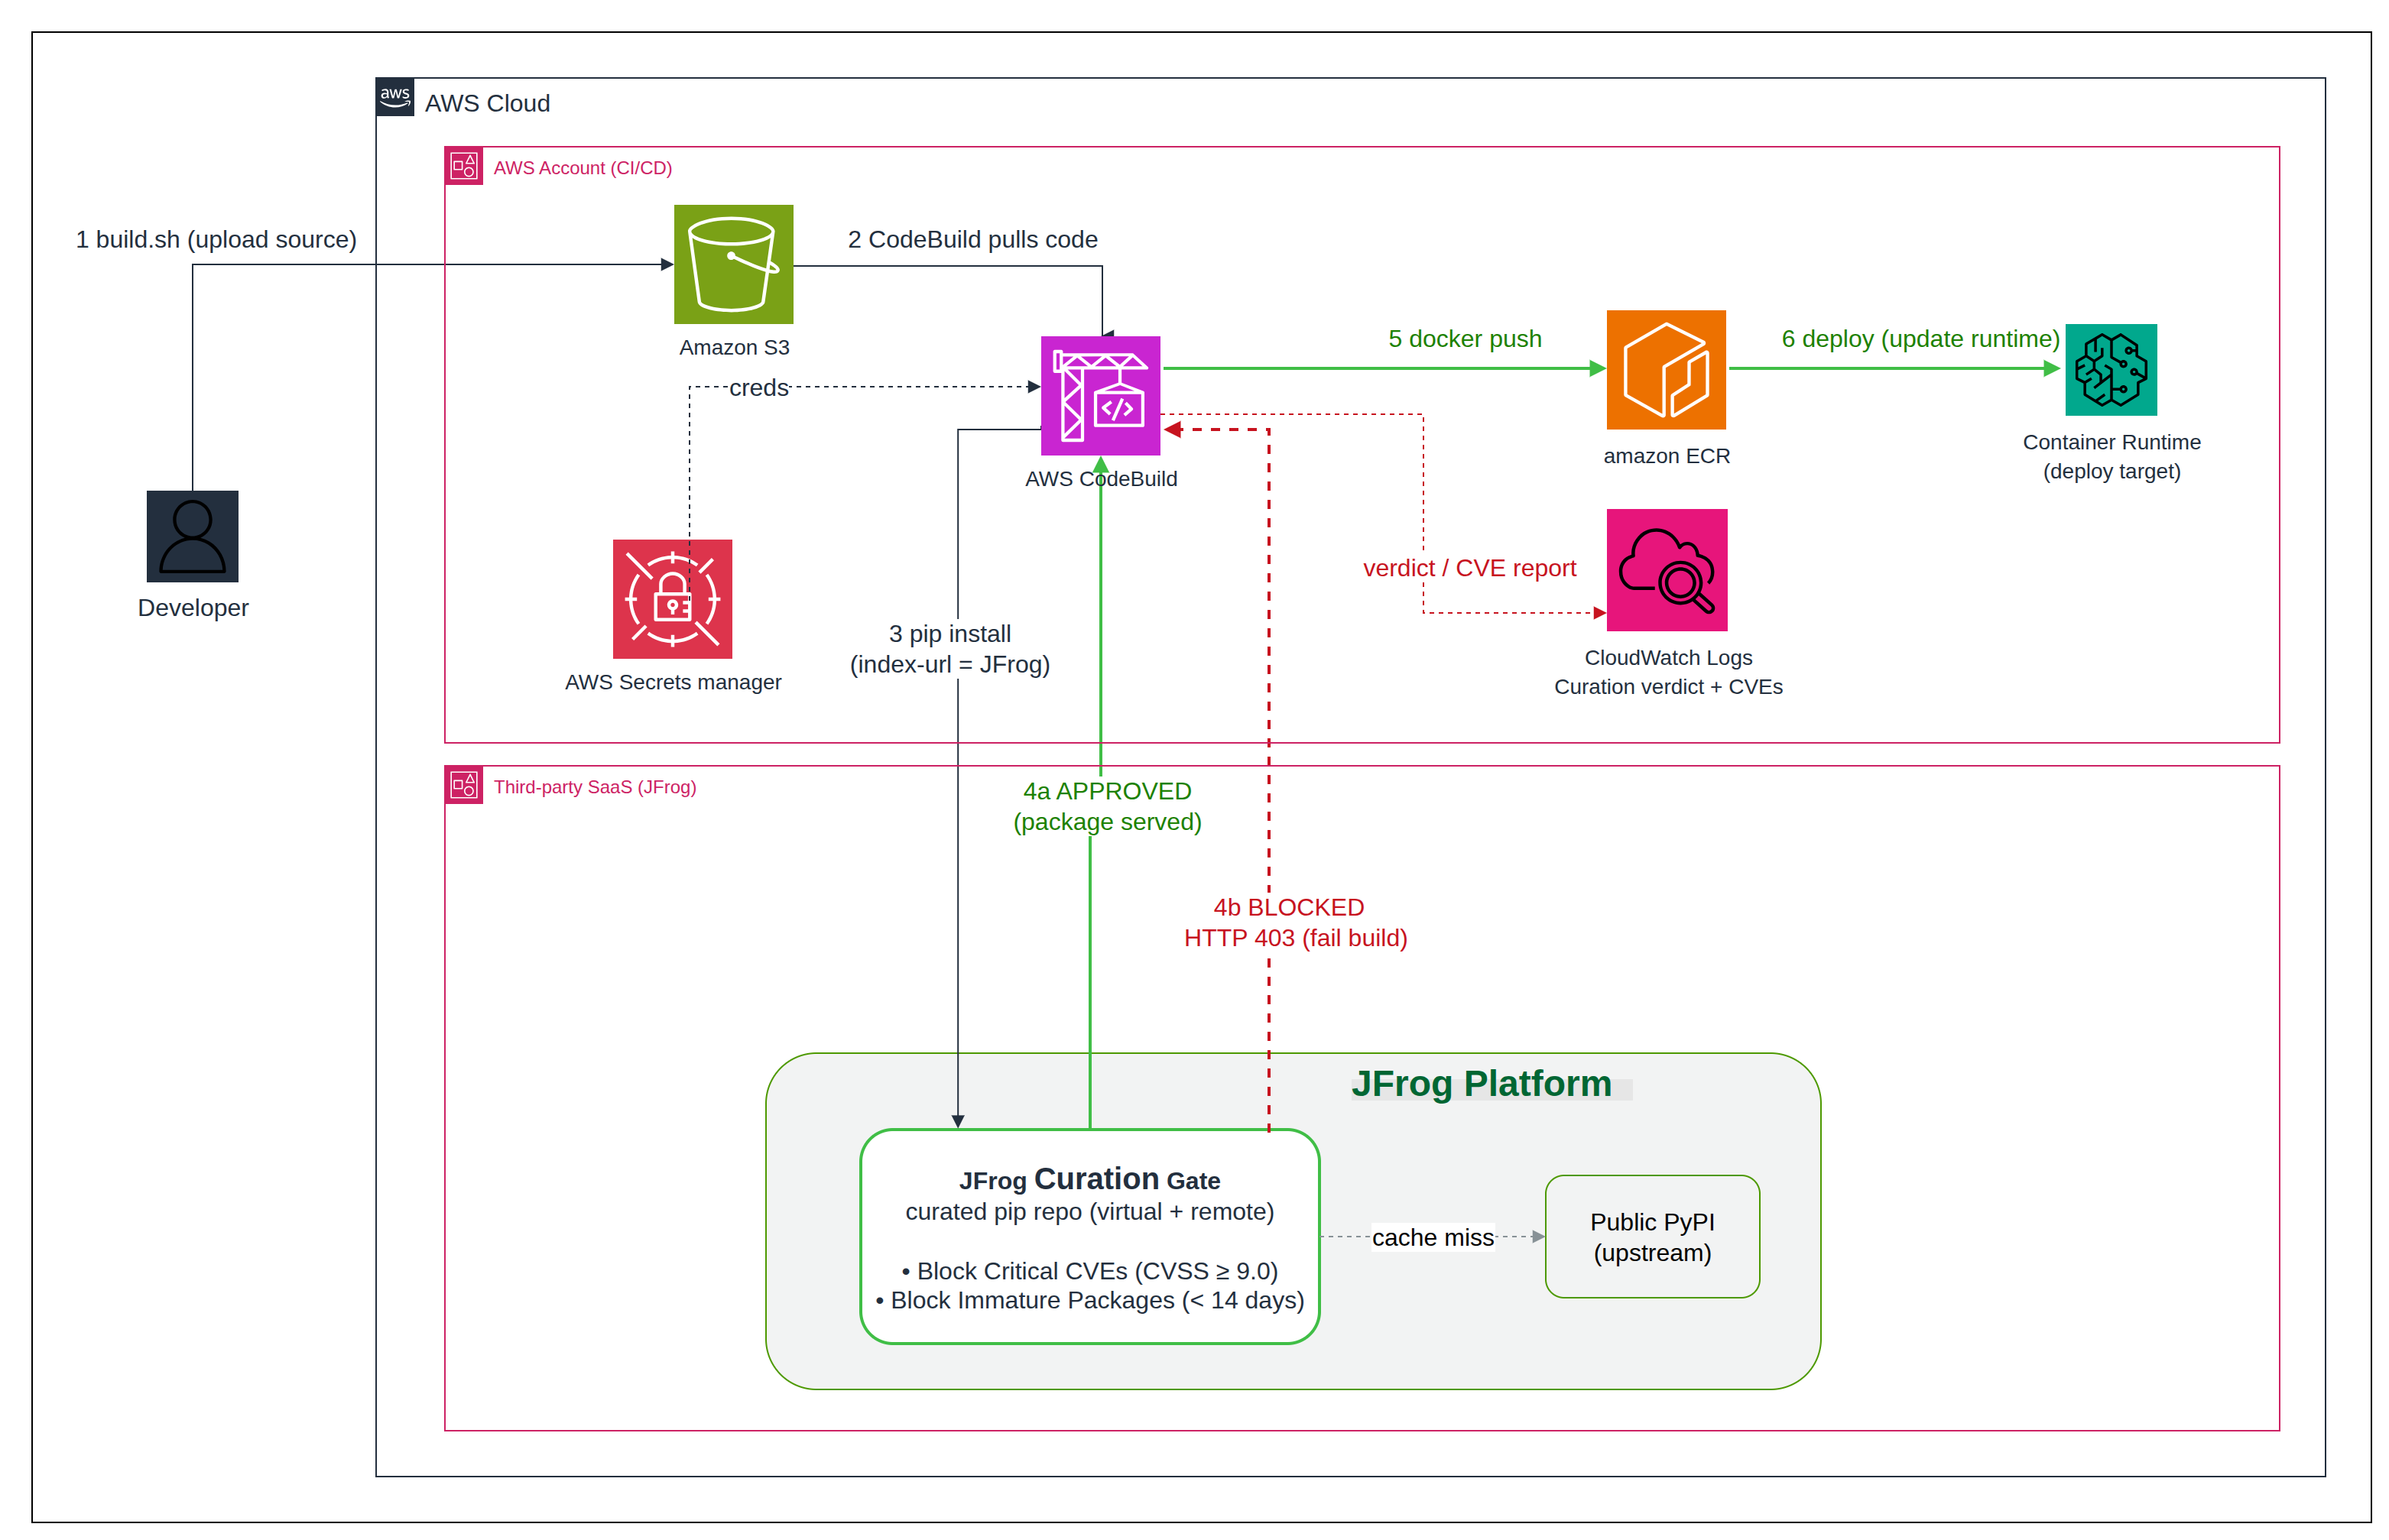 aws
AWS Cloud
AWS Account (CI/CD)
1 build.sh (upload source)
2 CodeBuild pulls code
Amazon S3
creds
AWS CodeBuild
5 docker push
6 deploy (update runtime)
amazon ECR
Container Runtime
(deploy target)
Developer
AWS Secrets manager
3 pip install
(index-url = JFrog)
verdict / CVE report
CloudWatch Logs
Curation verdict + CVEs
Third-party SaaS (JFrog)
4a APPROVED
(package served)
4b BLOCKED
HTTP 403 (fail build)
JFrog Platform
JFrog Curation Gate
curated pip repo (virtual + remote)
• Block Critical CVEs (CVSS ≥ 9.0)
• Block Immature Packages (< 14 days)
cache miss
Public PyPI
(upstream)